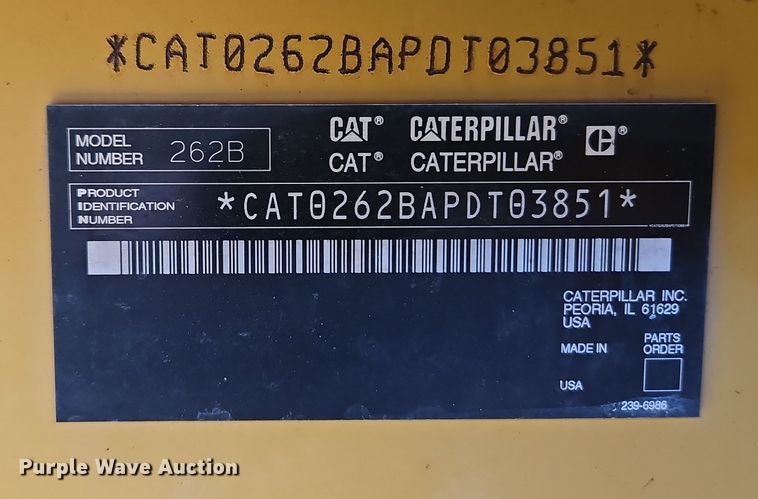 *CAT0262BAPDT03851*
MODEL NUMBER 262B
CAT® CATERPILLAR® C®
CAT® CATERPILLAR®
PRODUCT IDENTIFICATION NUMBER *CAT0262BAPDT03851*
*CAT0262BAPDT03851*
CATERPILLAR INC.
PEORIA, IL 61629
USA
MADE IN
PARTS ORDER
USA
239-6986
Purple Wave Auction